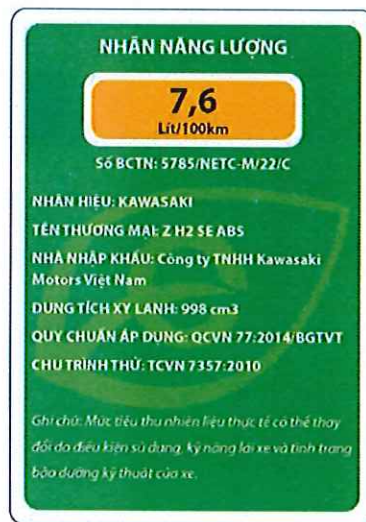 NHÃN NĂNG LƯỢNG
7,6
Lít/100km
Số BCTN: 5785/NETC-M/22/C
NHÃN HIỆU: KAWASAKI
TÊN THƯƠNG MẠI: Z H2 SE ABS
NHÀ NHẬP KHẨU: Công ty TNHH Kawasaki
Motors Việt Nam
DUNG TÍCH XY LANH: 998 cm3
QUY CHUẨN ÁP DỤNG: QCVN 77:2014/BGTVT
CHU TRÌNH THỬ: TCVN 7357:2010
Ghi chú: Mức tiêu thụ nhiên liệu thực tế có thể thay
đổi do điều kiện sử dụng, kỹ năng lái xe và tình trạng
bảo dưỡng kỹ thuật của xe.